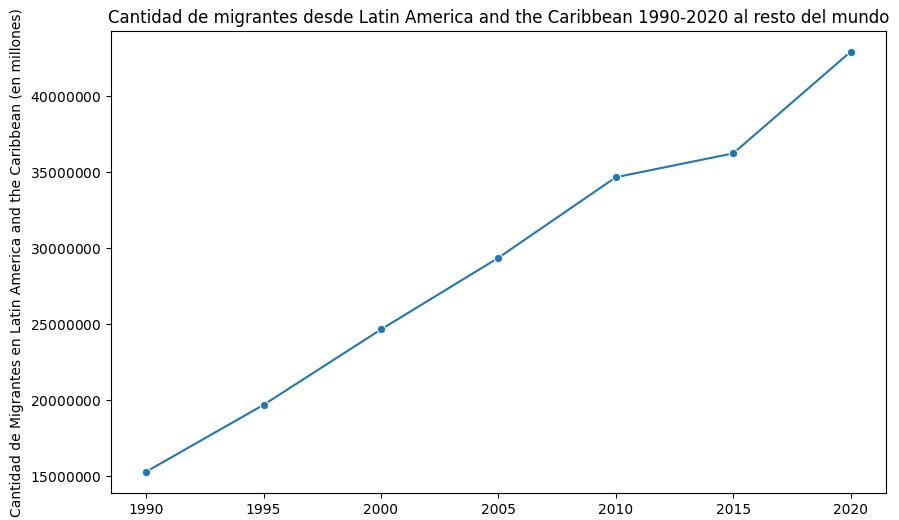 Cantidad de migrantes desde Latin America and the Caribbean 1990-2020 al resto del mundo
Cantidad de Migrantes en Latin America and the Caribbean (en millones)
40000000
35000000
30000000
25000000
20000000
15000000
1990 1995 2000 2005 2010 2015 2020